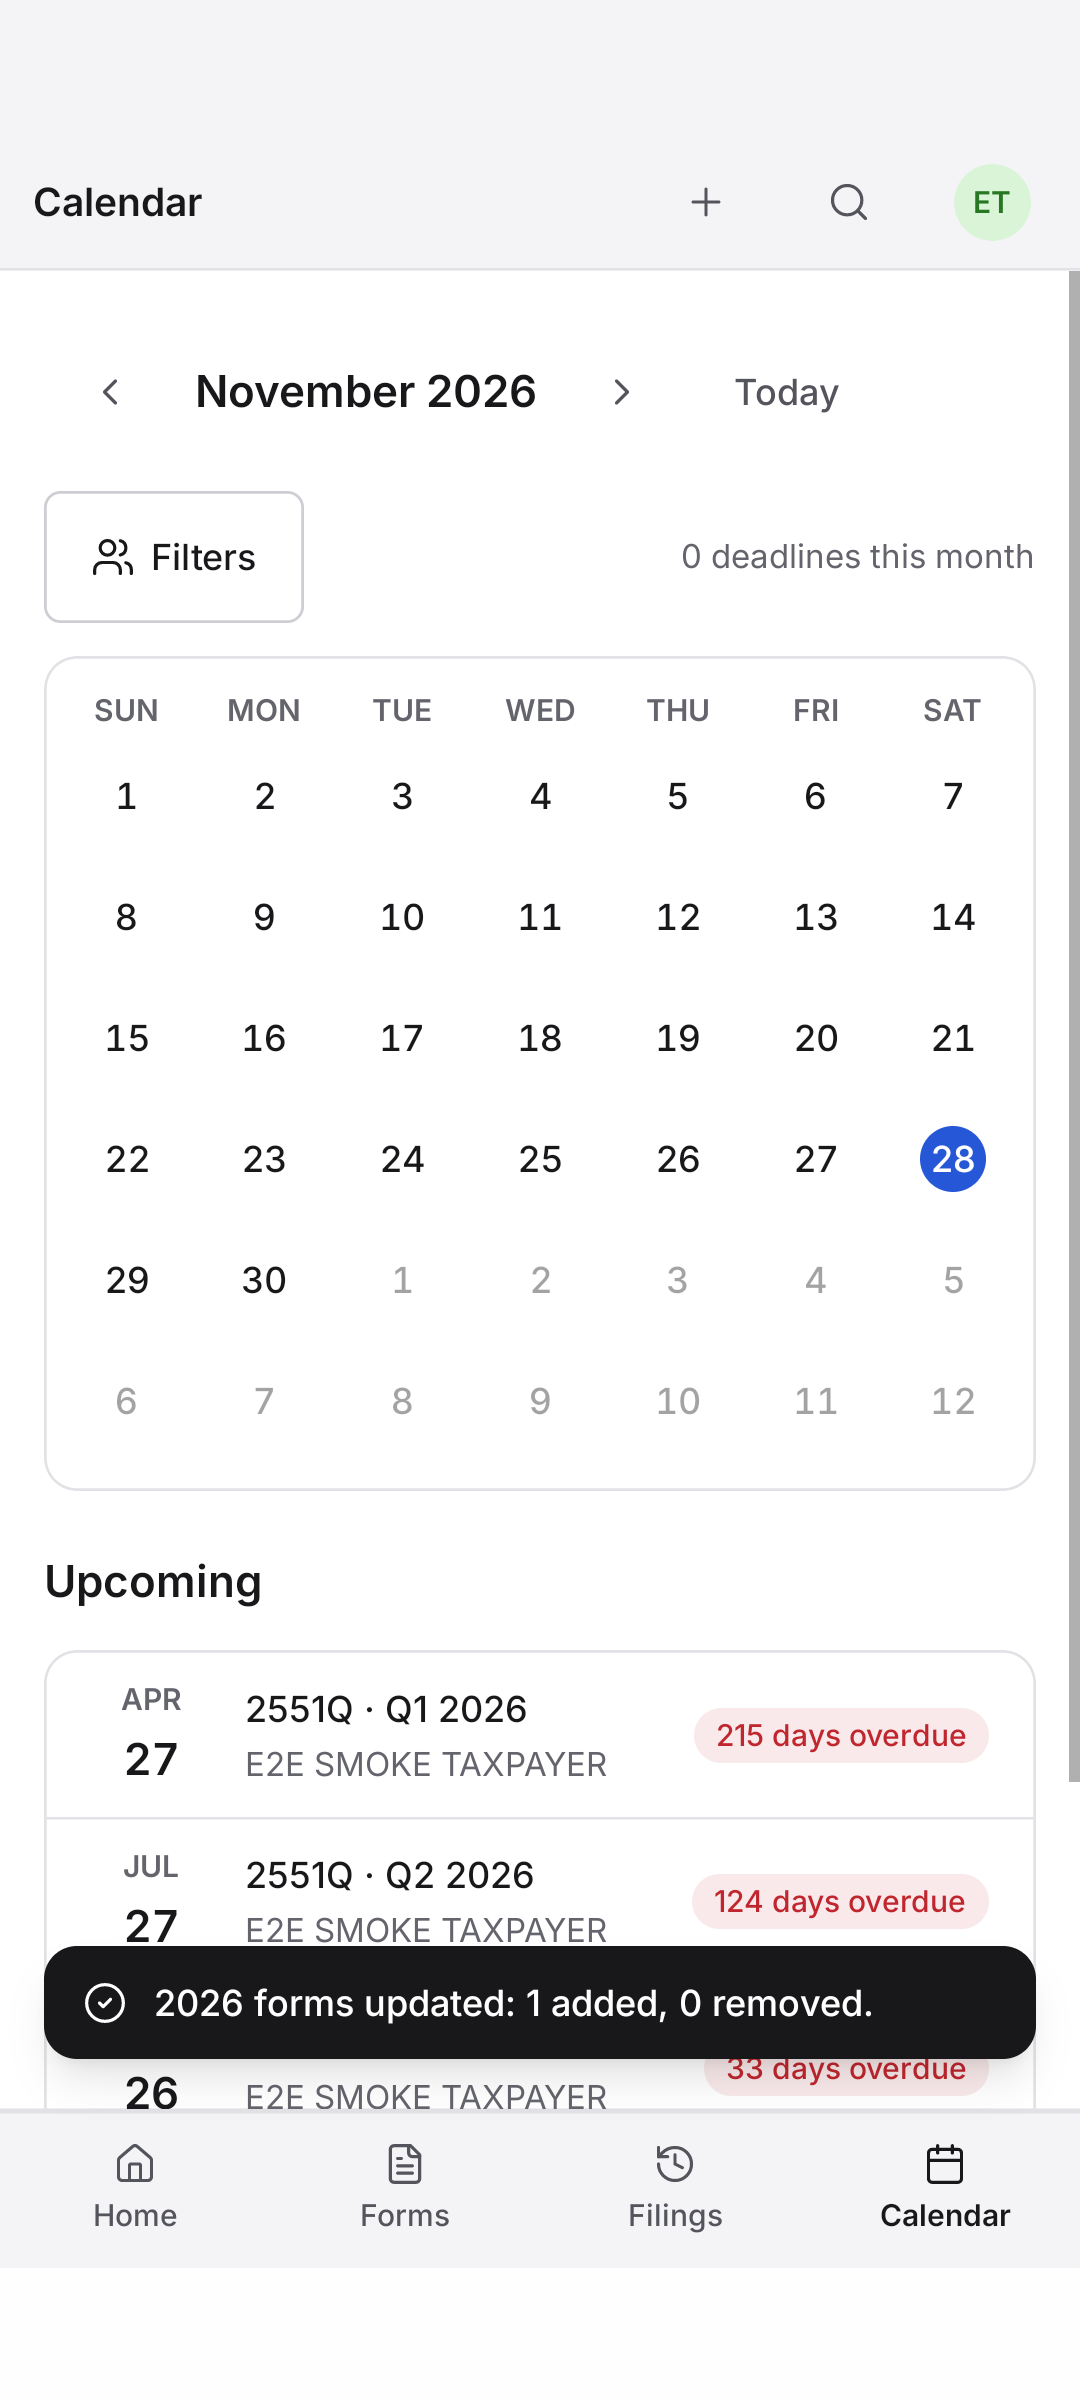 Calendar
ET
November 2026
Today
Filters
0 deadlines this month
SUN MON TUE WED THU FRI SAT
1 2 3 4 5 6 7
8 9 10 11 12 13 14
15 16 17 18 19 20 21
22 23 24 25 26 27 28
29 30 1 2 3 4 5
6 7 8 9 10 11 12
Upcoming
APR
27
2551Q · Q1 2026
E2E SMOKE TAXPAYER
215 days overdue
JUL
27
2551Q · Q2 2026
E2E SMOKE TAXPAYER
124 days overdue
2026 forms updated: 1 added, 0 removed.
26
E2E SMOKE TAXPAYER
33 days overdue
Home
Forms
Filings
Calendar